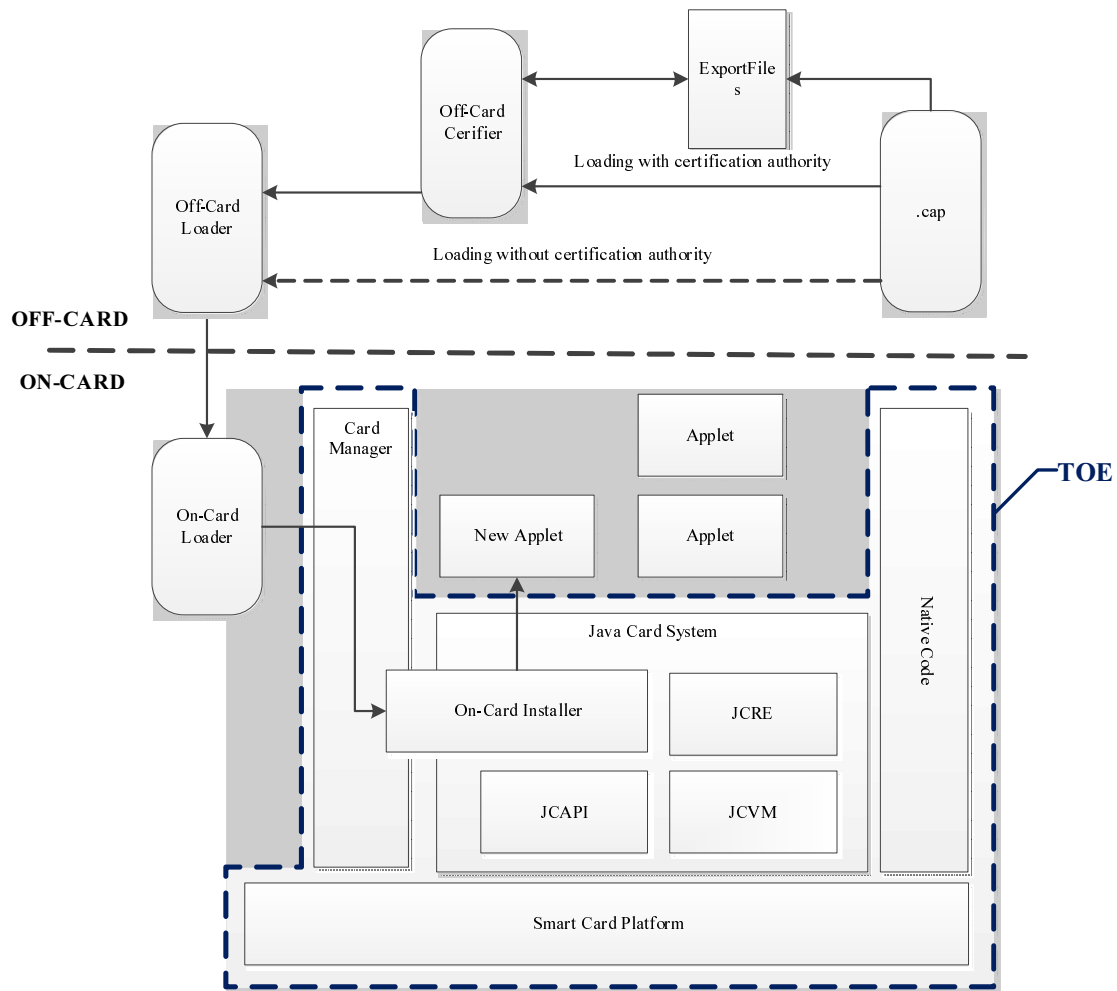 ExportFile
s
Off-Card
Cerifier
Loading with certification authority
Off-Card
Loader
.cap
Loading without certification authority
OFF-CARD
ON-CARD
Card
Manager
Applet
TOE
On-Card
Loader
New Applet
Applet
Native Code
Java Card System
On-Card Installer
JCRE
JCAPI
JCVM
Smart Card Platform